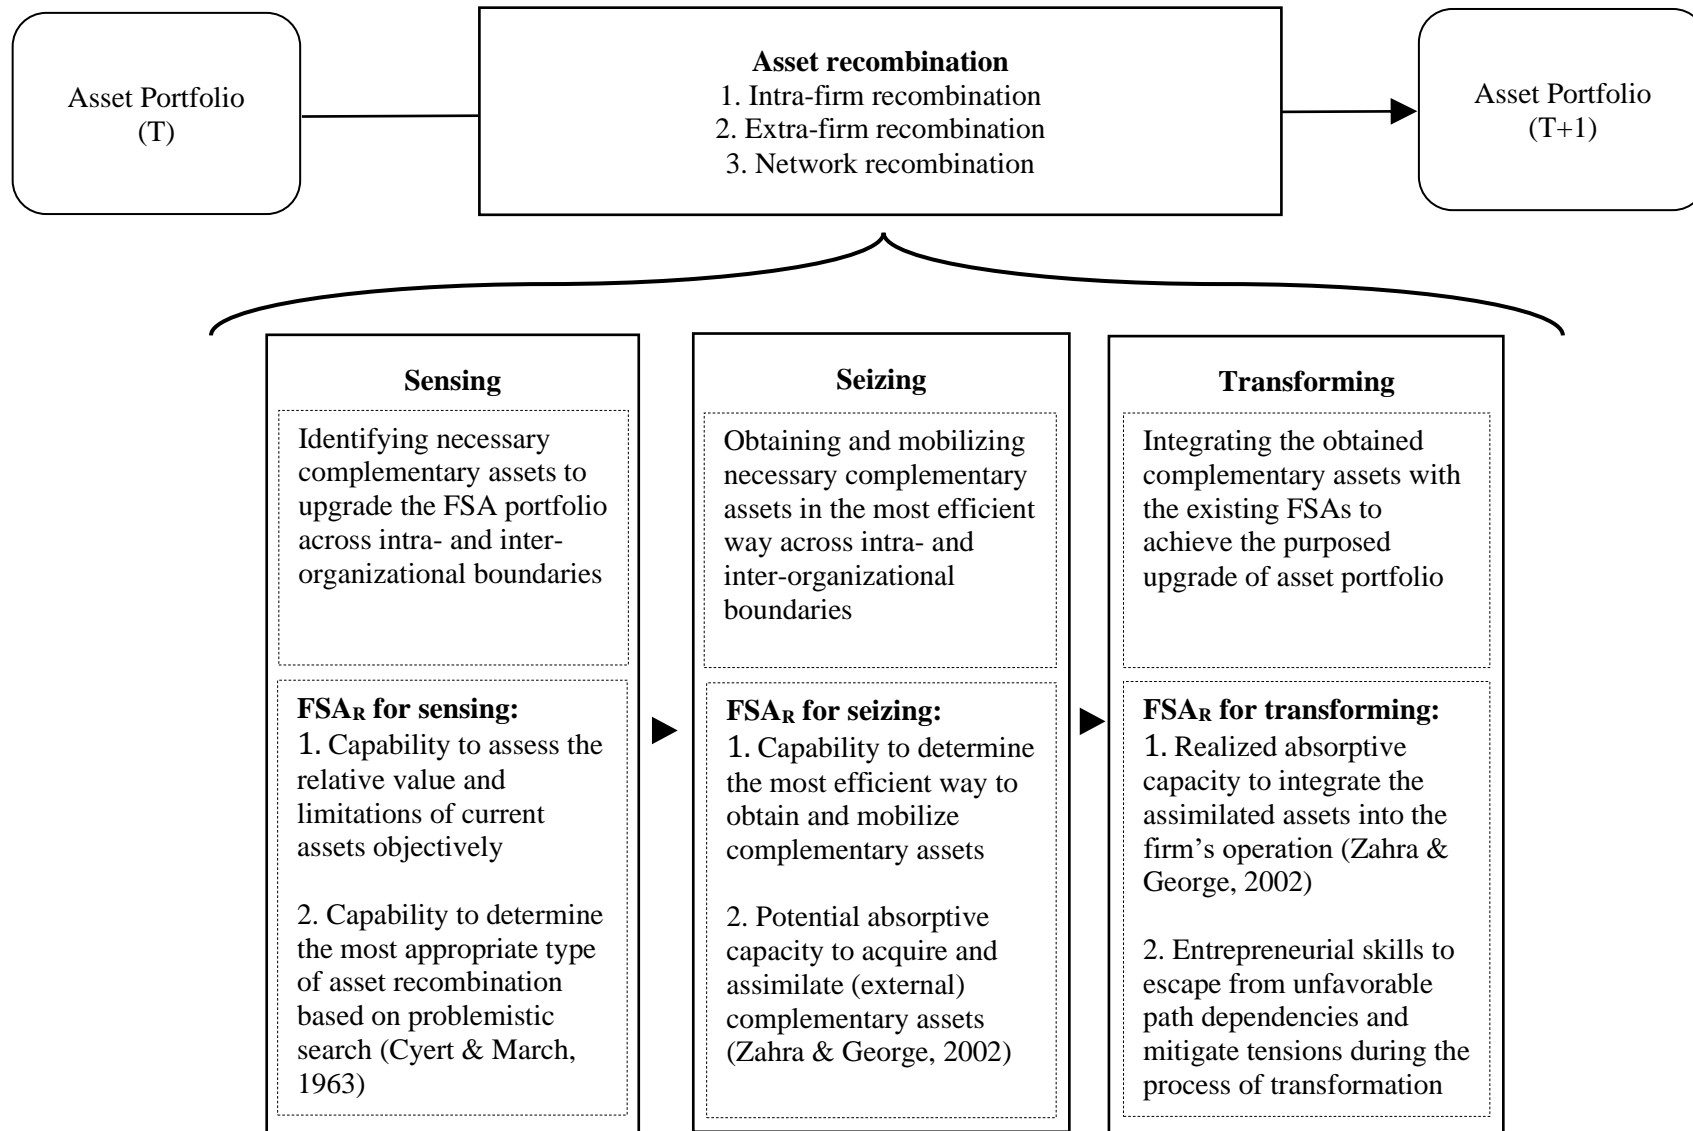 Asset Portfolio
(T)
Asset recombination
1. Intra-firm recombination
2. Extra-firm recombination
3. Network recombination
Asset Portfolio
(T+1)
Sensing
Identifying necessary
complementary assets to
upgrade the FSA portfolio
across intra- and inter-
organizational boundaries
FSAR for sensing:
1. Capability to assess the
relative value and
limitations of current
assets objectively
2. Capability to determine
the most appropriate type
of asset recombination
based on problemistic
search (Cyert & March,
1963)
Seizing
Obtaining and mobilizing
necessary complementary
assets in the most efficient
way across intra- and
inter-organizational
boundaries
FSAR for seizing:
1. Capability to determine
the most efficient way to
obtain and mobilize
complementary assets
2. Potential absorptive
capacity to acquire and
assimilate (external)
complementary assets
(Zahra & George, 2002)
Transforming
Integrating the obtained
complementary assets with
the existing FSAs to
achieve the purposed
upgrade of asset portfolio
FSAR for transforming:
1. Realized absorptive
capacity to integrate the
assimilated assets into the
firm’s operation (Zahra &
George, 2002)
2. Entrepreneurial skills to
escape from unfavorable
path dependencies and
mitigate tensions during the
process of transformation